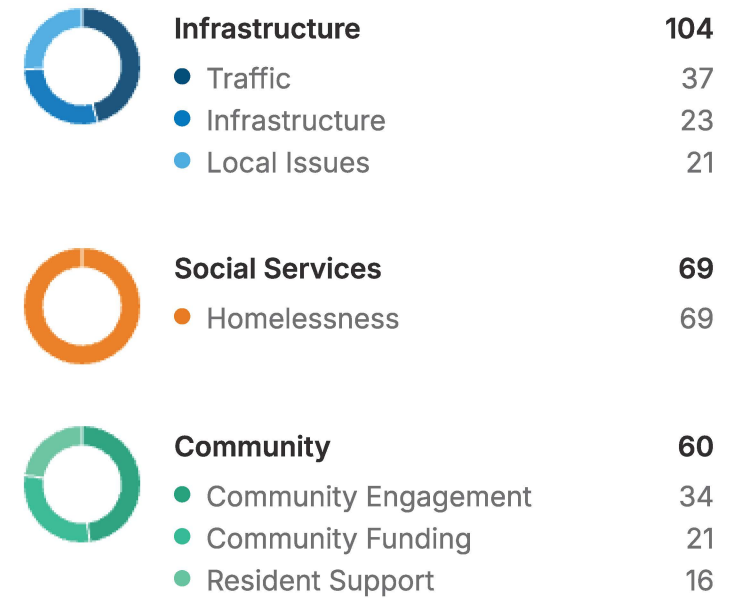 Infrastructure 104
Traffic 37
Infrastructure 23
Local Issues 21
Social Services 69
Homelessness 69
Community 60
Community Engagement 34
Community Funding 21
Resident Support 16